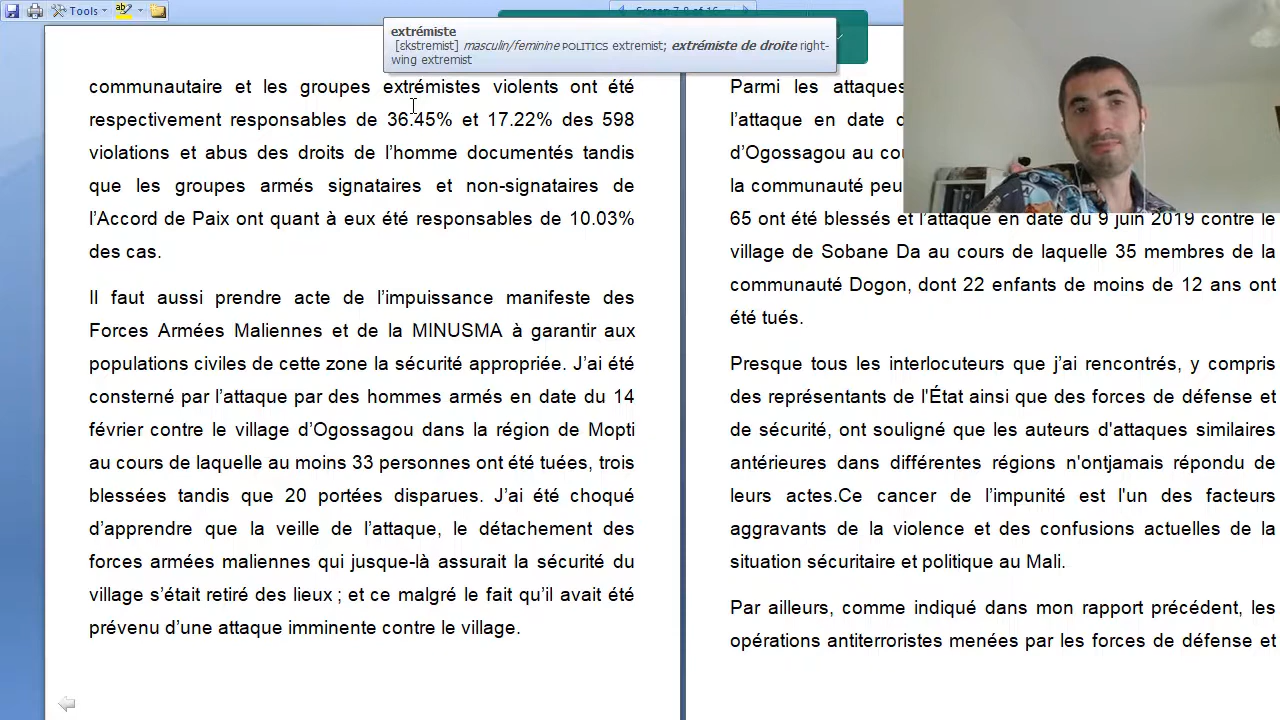 Tools
Screen 7-8 of 16
extrémiste
[ɛkstremist] masculin/feminine POLITICS extremist; extrémiste de droite right-
wing extremist
communautaire et les groupes extrémistes violents ont été
respectivement responsables de 36.45% et 17.22% des 598
violations et abus des droits de l’homme documentés tandis
que les groupes armés signataires et non-signataires de
l’Accord de Paix ont quant à eux été responsables de 10.03%
des cas.
Il faut aussi prendre acte de l’impuissance manifeste des
Forces Armées Maliennes et de la MINUSMA à garantir aux
populations civiles de cette zone la sécurité appropriée. J’ai été
consterné par l’attaque par des hommes armés en date du 14
février contre le village d’Ogossagou dans la région de Mopti
au cours de laquelle au moins 33 personnes ont été tuées, trois
blessées tandis que 20 portées disparues. J’ai été choqué
d’apprendre que la veille de l’attaque, le détachement des
forces armées maliennes qui jusque-là assurait la sécurité du
village s’était retiré des lieux ; et ce malgré le fait qu’il avait été
prévenu d’une attaque imminente contre le village.
Parmi les attaques
l’attaque en date d
d’Ogossagou au cou
la communauté peu
65 ont été blessés et l’attaque en date du 9 juin 2019 contre le
village de Sobane Da au cours de laquelle 35 membres de la
communauté Dogon, dont 22 enfants de moins de 12 ans ont
été tués.
Presque tous les interlocuteurs que j’ai rencontrés, y compris
des représentants de l'État ainsi que des forces de défense et
de sécurité, ont souligné que les auteurs d'attaques similaires
antérieures dans différentes régions n'ontjamais répondu de
leurs actes.Ce cancer de l’impunité est l'un des facteurs
aggravants de la violence et des confusions actuelles de la
situation sécuritaire et politique au Mali.
Par ailleurs, comme indiqué dans mon rapport précédent, les
opérations antiterroristes menées par les forces de défense et